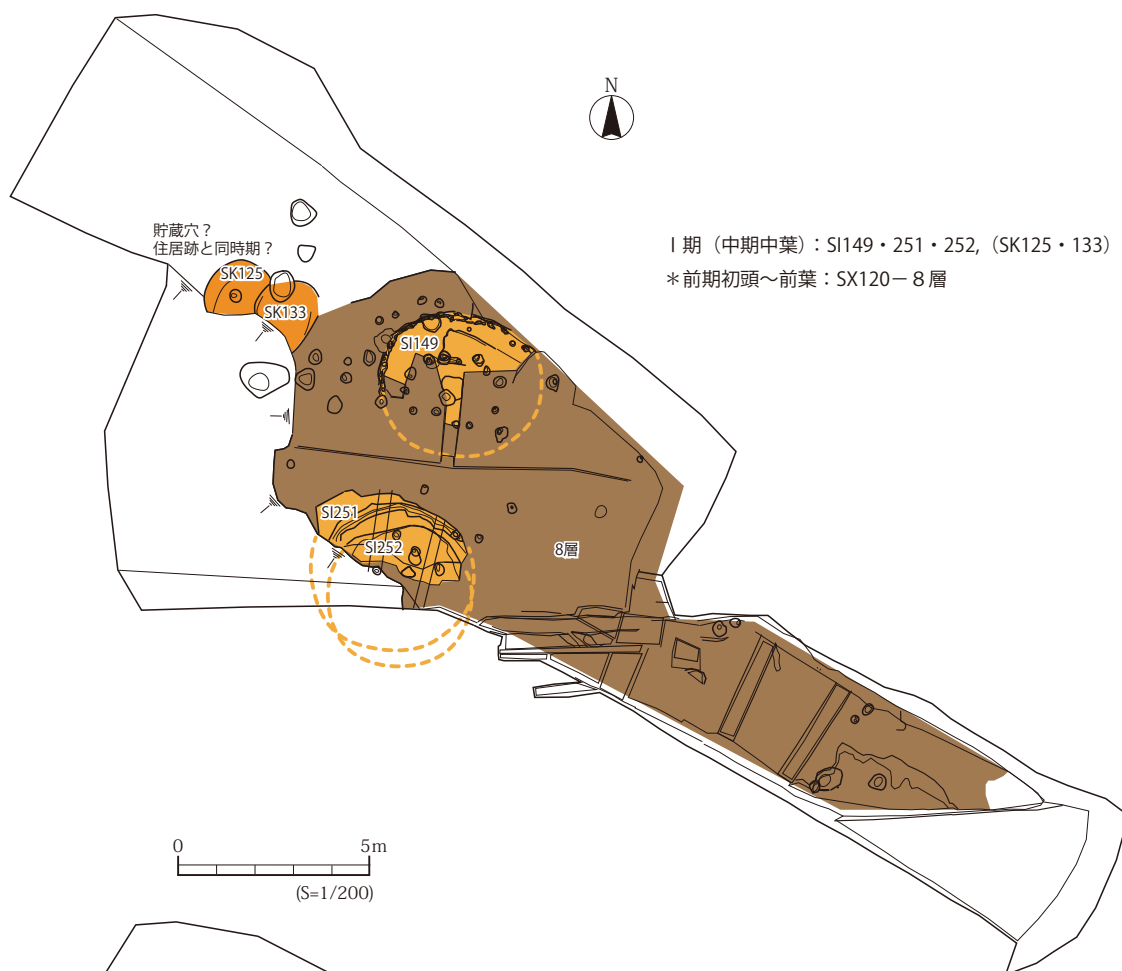 N
貯蔵穴？
住居跡と同時期？
SK125
SK133
SI149
Ⅰ期（中期中葉）：SI149・251・252,（SK125・133）
＊前期初頭～前葉：SX120－８層
SI251
SI252
8層
0 5m
(S=1/200)